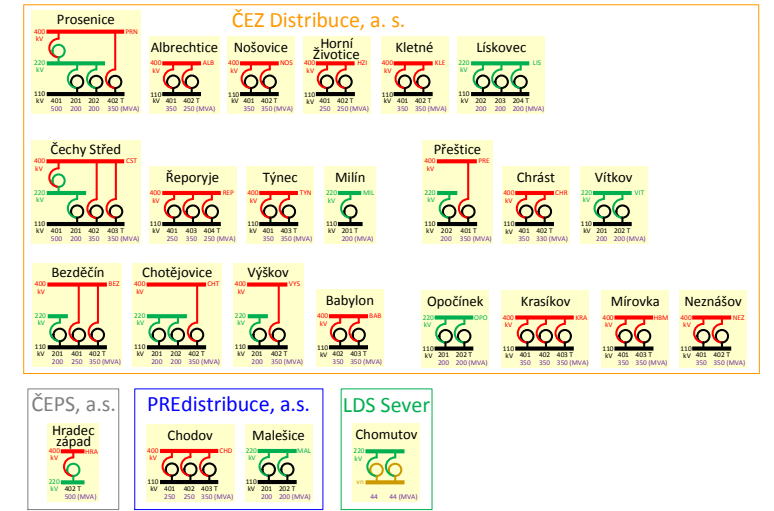 ČEZ Distribuce, a. s.
Prosenice
400 PRN
kV
220
kV
110
kV 401 201 202 402 T
500 200 200 350 (MVA)
Albrechtice
400 ALB
kV
110
kV 401 402 T
350 250 (MVA)
Nošovice
400 NOS
kV
110
kV 401 402 T
350 350 (MVA)
Horní
Životice
400 HZI
kV
110
kV 401 402 T
250 250 (MVA)
Kletné
400 KLE
kV
110
kV 401 402 T
350 350 (MVA)
Lískovec
220 LIS
kV
110
kV 202 203 204 T
200 200 200 (MVA)
Čechy Střed
400 CST
kV
220
kV
110
kV 401 201 402 403 T
500 200 350 350 (MVA)
Řeporyje
400 REP
kV
110
kV 401 403 404 T
250 350 250 (MVA)
Týnec
400 TYN
kV
110
kV 401 403 T
350 350 (MVA)
Milín
220 MIL
kV
110
kV 201 T
200 (MVA)
Přeštice
400 PRE
kV
220
kV
110
kV 202 401 T
200 350 (MVA)
Chrást
400 CHR
kV
110
kV 401 402 T
350 330 (MVA)
Vítkov
220 VIT
kV
110
kV 201 202 T
200 200 (MVA)
Bezděčín
400 BEZ
kV
220
kV
110
kV 201 401 402 T
200 250 350 (MVA)
Chotějovice
400 CHT
kV
220
kV
110
kV 201 202 402 T
200 200 350 (MVA)
Výškov
400 VYS
kV
220
kV
110
kV 201 402 T
200 350 (MVA)
Babylon
400 BAB
kV
110
kV 402 403 T
350 350 (MVA)
Opočínek
220 OPO
kV
110
kV 201 202 T
200 200 (MVA)
Krasíkov
400 KRA
kV
110
kV 401 402 403 T
350 350 350 (MVA)
Mírovka
400 HBM
kV
110
kV 401 403 T
250 350 (MVA)
Neznášov
400 NEZ
kV
110
kV 401 403 T
350 350 (MVA)
ČEPS, a.s.
Hradec
západ
400 HRA
kV
220
kV 402 T
500 (MVA)
PREdistribuce, a.s.
Chodov
400 CHD
kV
110
kV 401 402 403 T
250 250 350 (MVA)
Malešice
220 MAL
kV
110
kV 201 202 T
200 200 (MVA)
LDS Sever
Chomutov
220
kV
vn
44 44 (MVA)